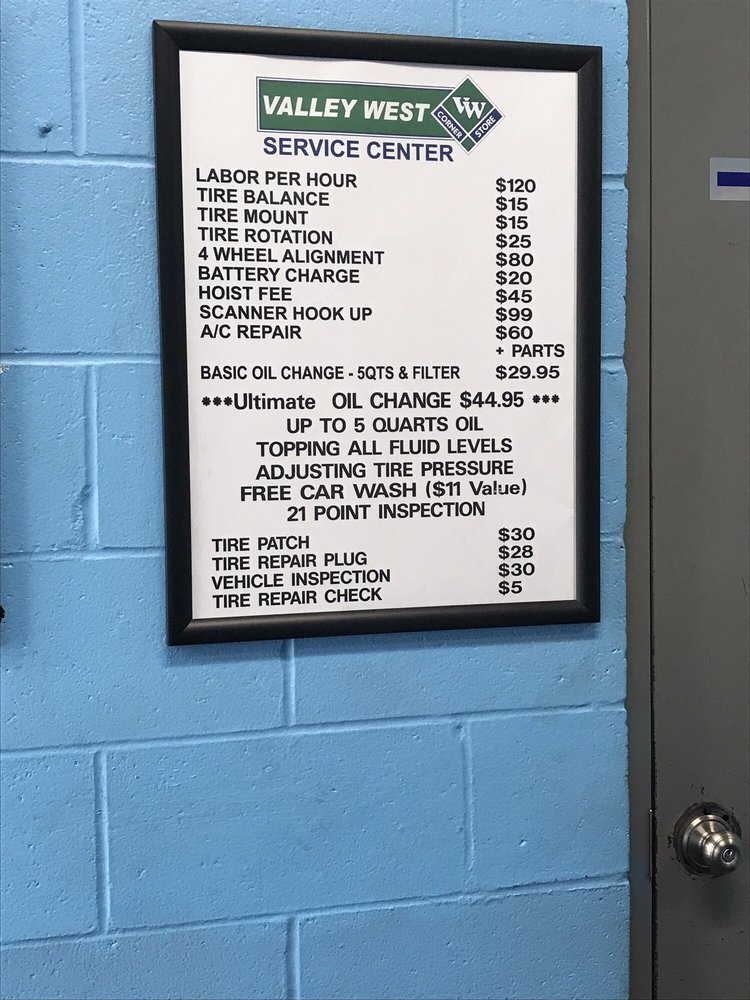 VALLEY WEST VW CORNER STORE
SERVICE CENTER
LABOR PER HOUR $120
TIRE BALANCE $15
TIRE MOUNT $15
TIRE ROTATION $25
4 WHEEL ALIGNMENT $80
BATTERY CHARGE $20
HOIST FEE $45
SCANNER HOOK UP $99
A/C REPAIR $60
+ PARTS
BASIC OIL CHANGE - 5QTS & FILTER $29.95
***Ultimate OIL CHANGE $44.95 ***
UP TO 5 QUARTS OIL
TOPPING ALL FLUID LEVELS
ADJUSTING TIRE PRESSURE
FREE CAR WASH ($11 Value)
21 POINT INSPECTION
TIRE PATCH $30
TIRE REPAIR PLUG $28
VEHICLE INSPECTION $30
TIRE REPAIR CHECK $5